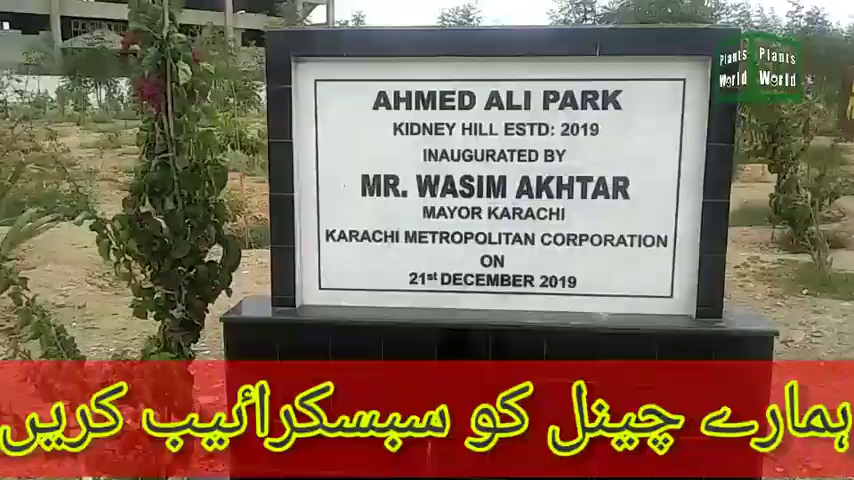 Plants Plants
World World
AHMED ALI PARK
KIDNEY HILL ESTD: 2019
INAUGURATED BY
MR. WASIM AKHTAR
MAYOR KARACHI
KARACHI METROPOLITAN CORPORATION
ON
21st DECEMBER 2019
ہمارے چینل کو سبسکرائیب کریں